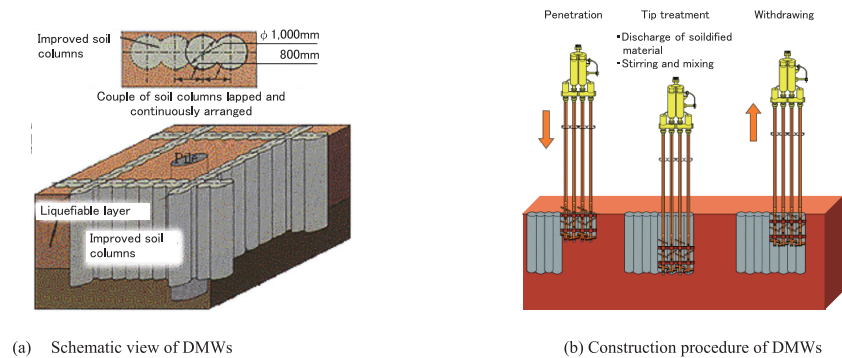 Improved soil
columns
φ 1,000mm
800mm
Couple of soil columns lapped and
continuously arranged
Pile
Liquefiable layer
Improved soil
columns
(a) Schematic view of DMWs
Penetration
Tip treatment
▪Discharge of soildified
material
▪Stirring and mixing
Withdrawing
(b) Construction procedure of DMWs